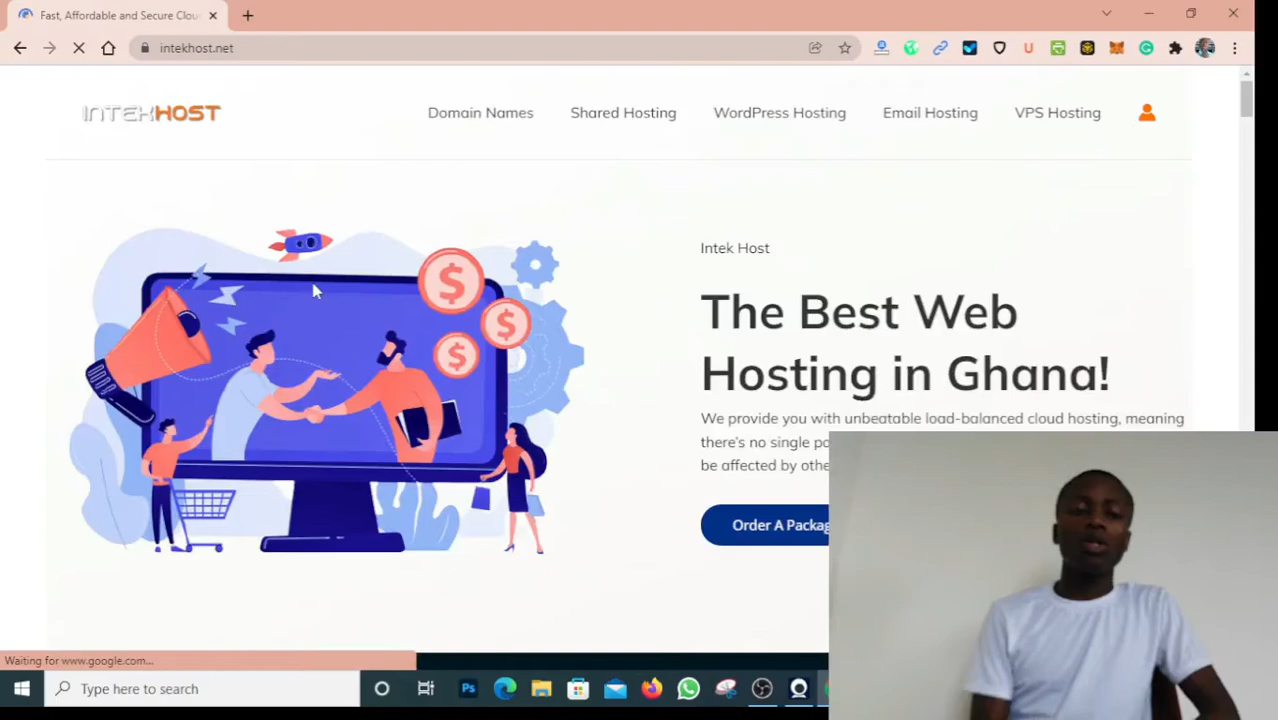 Fast, Affordable and Secure Clou
intekhost.net
INTEKHOST
Domain Names
Shared Hosting
WordPress Hosting
Email Hosting
VPS Hosting
Intek Host
The Best Web
Hosting in Ghana!
We provide you with unbeatable load-balanced cloud hosting, meaning
there's no single po
be affected by othe
Order A Packag
$
$
$
Waiting for www.google.com...
Type here to search
Ps